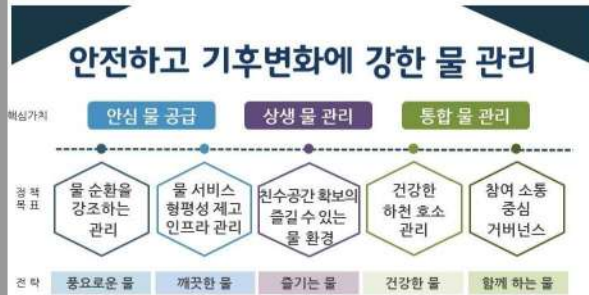 안전하고 기후변화에 강한 물 관리
핵심가치
안심 물 공급
상생 물 관리
통합 물 관리
정책
목표
물 순환을
강조하는
관리
물 서비스
형평성 제고
인프라 관리
친수공간 확보의
즐길 수 있는
물 환경
건강한
하천 호소
관리
참여 소통
중심
거버넌스
전략
풍요로운 물
깨끗한 물
즐기는 물
건강한 물
함께 하는 물